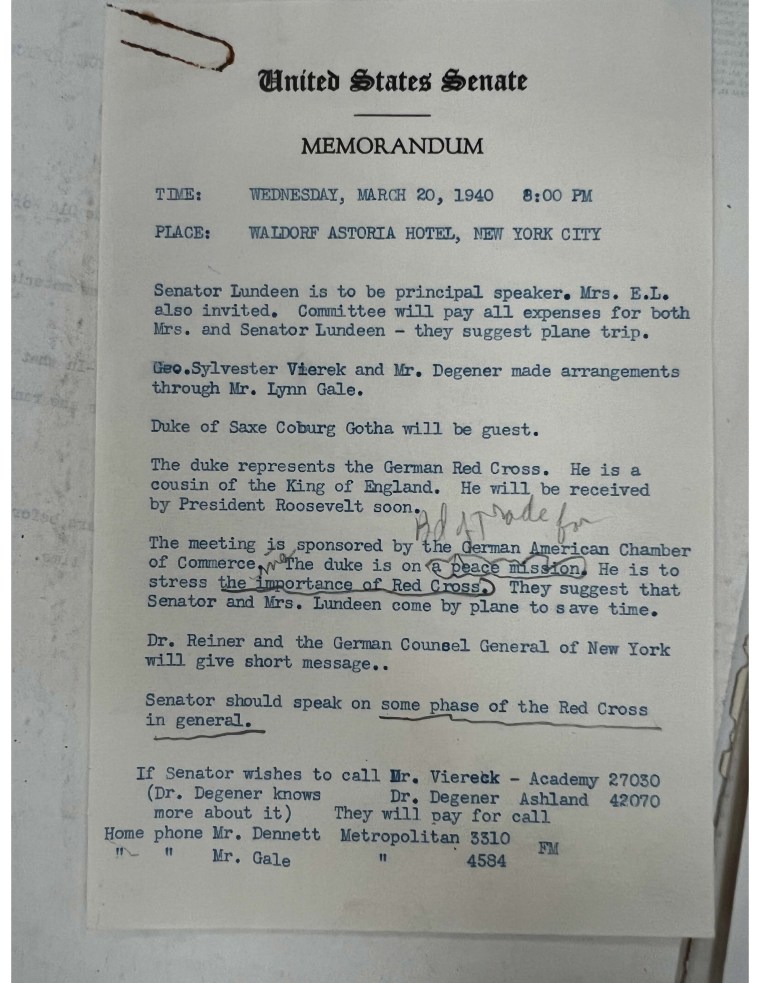 United States Senate
MEMORANDUM
TIME: WEDNESDAY, MARCH 20, 1940 8:00 PM
PLACE: WALDORF ASTORIA HOTEL, NEW YORK CITY
Senator Lundeen is to be principal speaker. Mrs. E.L.
also invited. Committee will pay all expenses for both
Mrs. and Senator Lundeen - they suggest plane trip.
Geo.Sylvester Vierek and Mr. Degener made arrangements
through Mr. Lynn Gale.
Duke of Saxe Coburg Gotha will be guest.
The duke represents the German Red Cross. He is a
cousin of the King of England. He will be received
by President Roosevelt soon.
Bd of Trade for
The meeting is sponsored by the German American Chamber
of Commerce. The duke is on a peace mission. He is to
stress the importance of Red Cross. They suggest that
Senator and Mrs. Lundeen come by plane to save time.
Dr. Reiner and the German Counsel General of New York
will give short message..
Senator should speak on some phase of the Red Cross
in general.
If Senator wishes to call Mr. Viereck - Academy 27030
(Dr. Degener knows Dr. Degener Ashland 42070
more about it) They will pay for call
Home phone Mr. Dennett Metropolitan 3310
" " Mr. Gale " 4584 FM